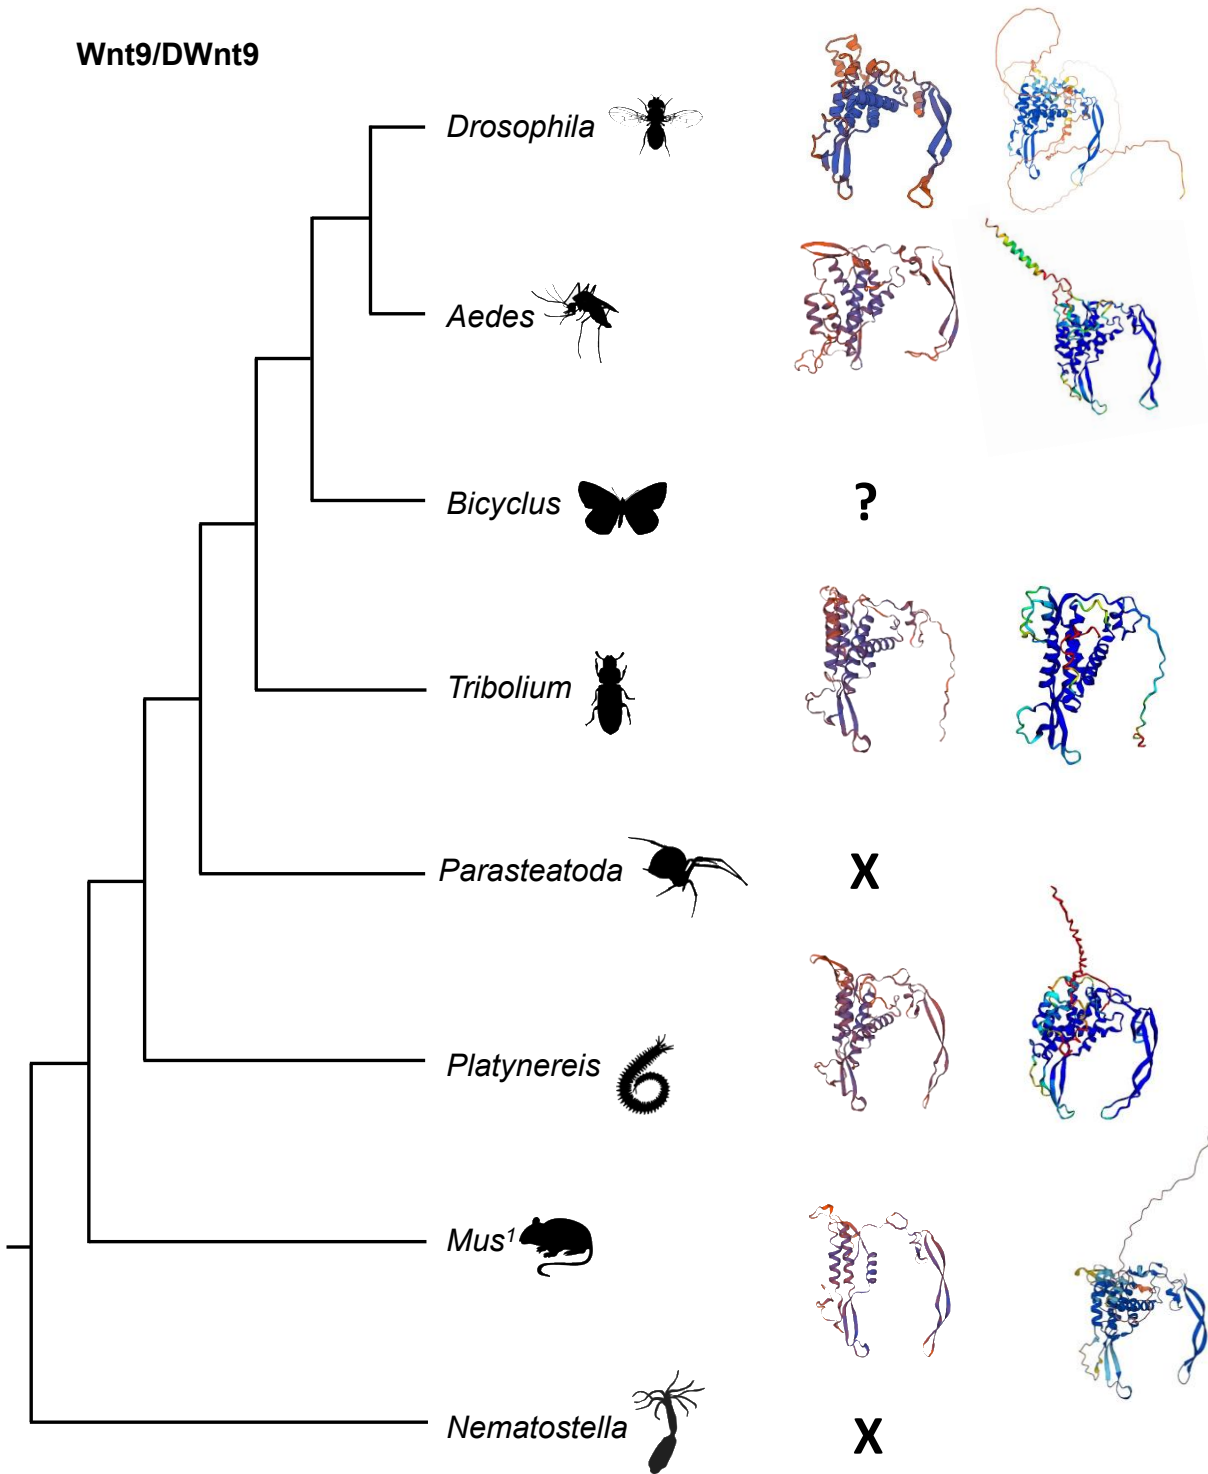 Wnt9/DWnt9
Drosophila
Aedes
Bicyclus
?
Tribolium
Parasteatoda
X
Platynereis
Mus¹
Nematostella
X